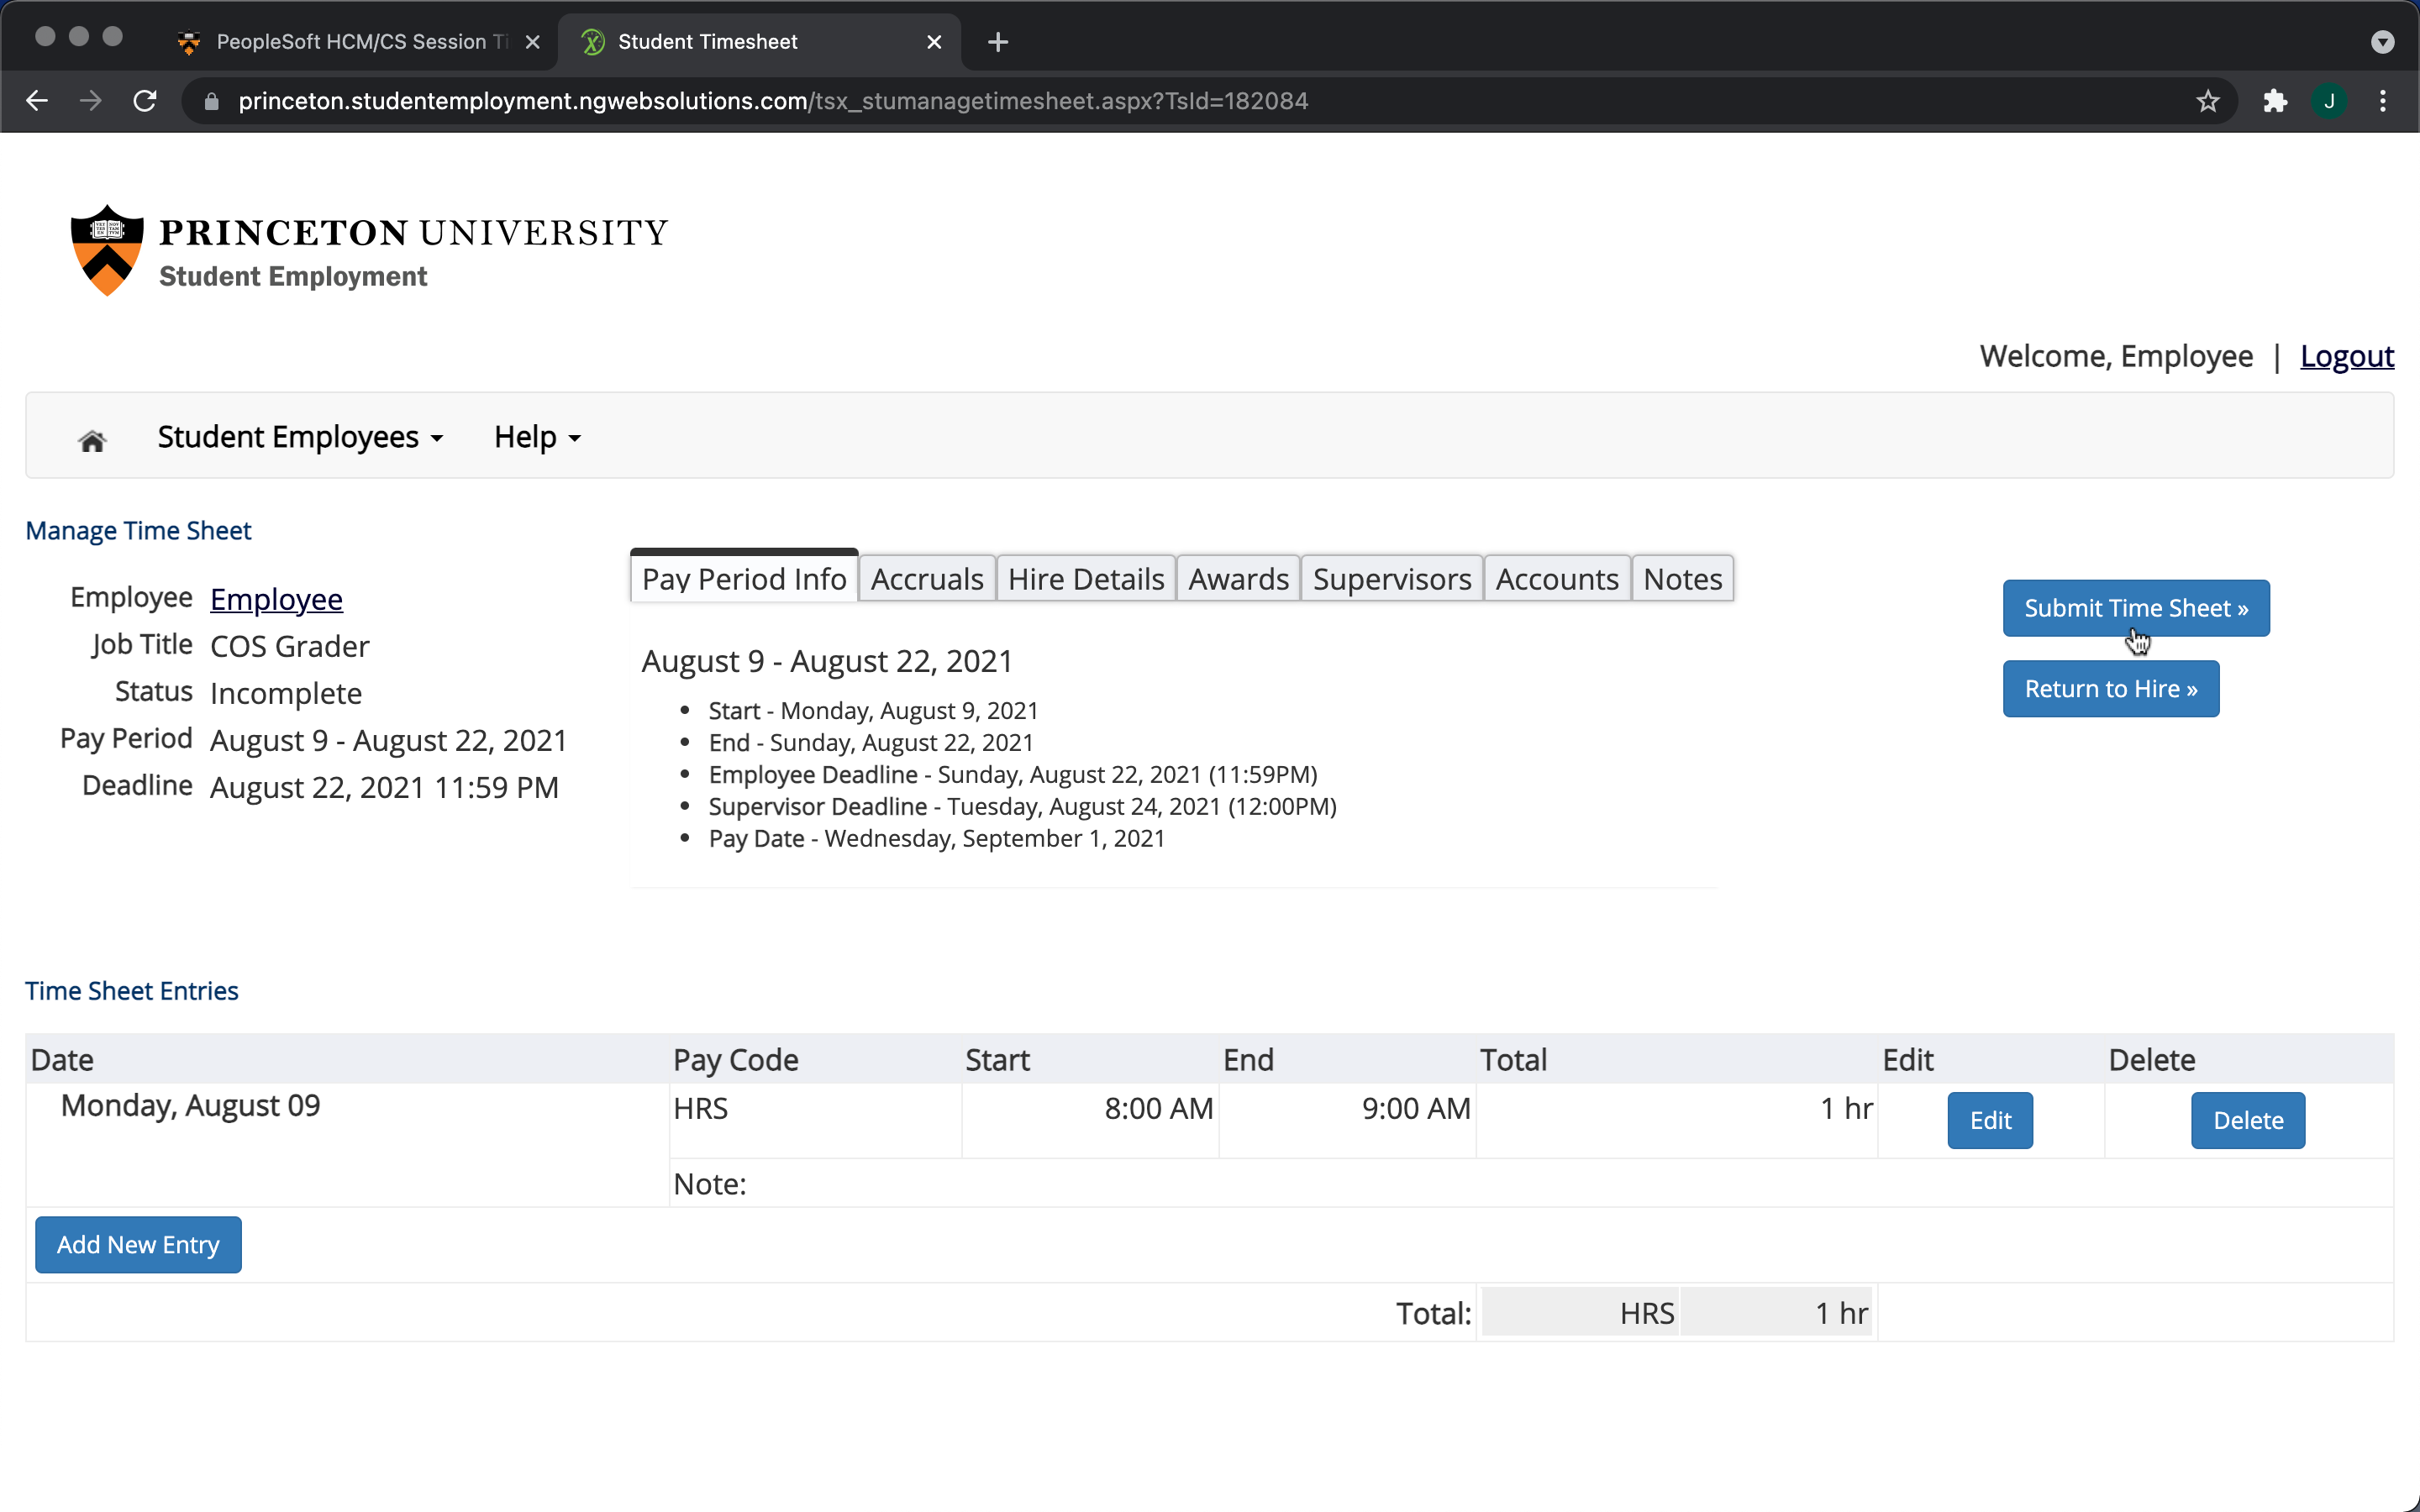 PeopleSoft HCM/CS Session Ti
Student Timesheet
princeton.studentemployment.ngwebsolutions.com/tsx_stumanagetimesheet.aspx?TsId=182084
J
PRINCETON UNIVERSITY
Student Employment
Welcome, Employee | Logout
Student Employees
Help
Manage Time Sheet
Employee Employee
Job Title COS Grader
Status Incomplete
Pay Period August 9 - August 22, 2021
Deadline August 22, 2021 11:59 PM
Pay Period Info Accruals Hire Details Awards Supervisors Accounts Notes
August 9 - August 22, 2021
• Start - Monday, August 9, 2021
• End - Sunday, August 22, 2021
• Employee Deadline - Sunday, August 22, 2021 (11:59PM)
• Supervisor Deadline - Tuesday, August 24, 2021 (12:00PM)
• Pay Date - Wednesday, September 1, 2021
Submit Time Sheet »
Return to Hire »
Time Sheet Entries
Date Pay Code Start End Total Edit Delete
Monday, August 09 HRS 8:00 AM 9:00 AM 1 hr Edit Delete
Note:
Add New Entry
Total: HRS 1 hr